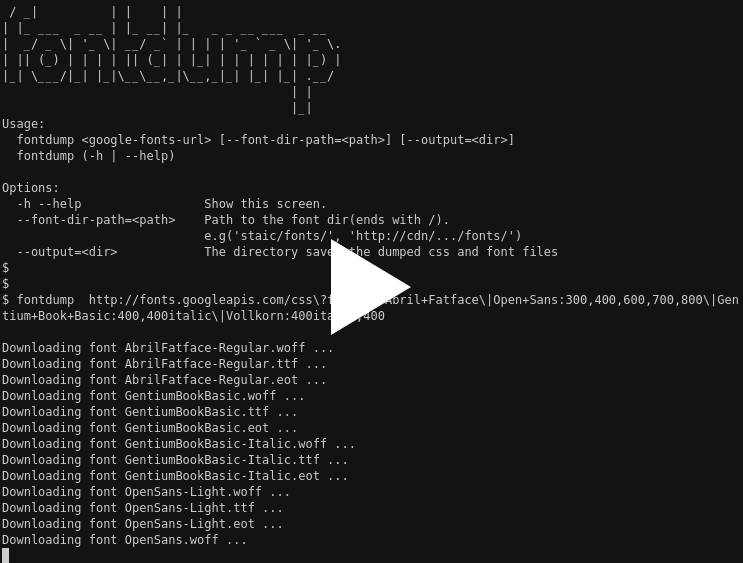 / _|          | |    | |
| |_ ___  _ __ | |_ __| |_   _ _ __ ___  _ __
|  _/ _ \| '_ \| __/ _` | | | | '_ ` _ \| '_ \.
| || (_) | | | | || (_| | |_| | | | | | | |_) |
|_| \___/|_| |_|\__\__,_|\__,_|_| |_| |_| .__/
                                        | |
                                        |_|
Usage:
  fontdump <google-fonts-url> [--font-dir-path=<path>] [--output=<dir>]
  fontdump (-h | --help)
Options:
  -h --help                 Show this screen.
  --font-dir-path=<path>    Path to the font dir(ends with /).
                            e.g('staic/fonts/', 'http://cdn/.../fonts/')
  --output=<dir>            The directory save the dumped css and font files
$
$
$ fontdump  http://fonts.googleapis.com/css\?f Abril+Fatface\|Open+Sans:300,400,600,700,800\|Gen
tium+Book+Basic:400,400italic\|Vollkorn:400ita ,400
Downloading font AbrilFatface-Regular.woff ...
Downloading font AbrilFatface-Regular.ttf ...
Downloading font AbrilFatface-Regular.eot ...
Downloading font GentiumBookBasic.woff ...
Downloading font GentiumBookBasic.ttf ...
Downloading font GentiumBookBasic.eot ...
Downloading font GentiumBookBasic-Italic.woff ...
Downloading font GentiumBookBasic-Italic.ttf ...
Downloading font GentiumBookBasic-Italic.eot ...
Downloading font OpenSans-Light.woff ...
Downloading font OpenSans-Light.ttf ...
Downloading font OpenSans-Light.eot ...
Downloading font OpenSans.woff ...